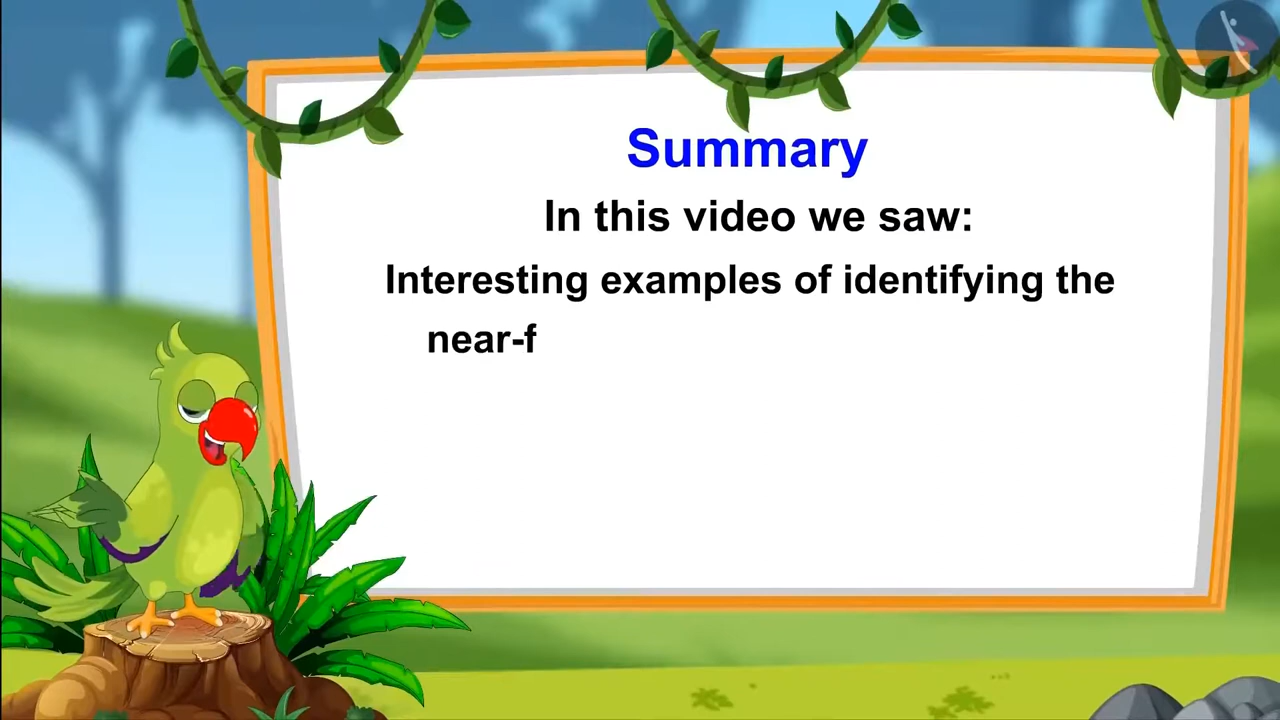 Summary
In this video we saw:
Interesting examples of identifying the
near-f